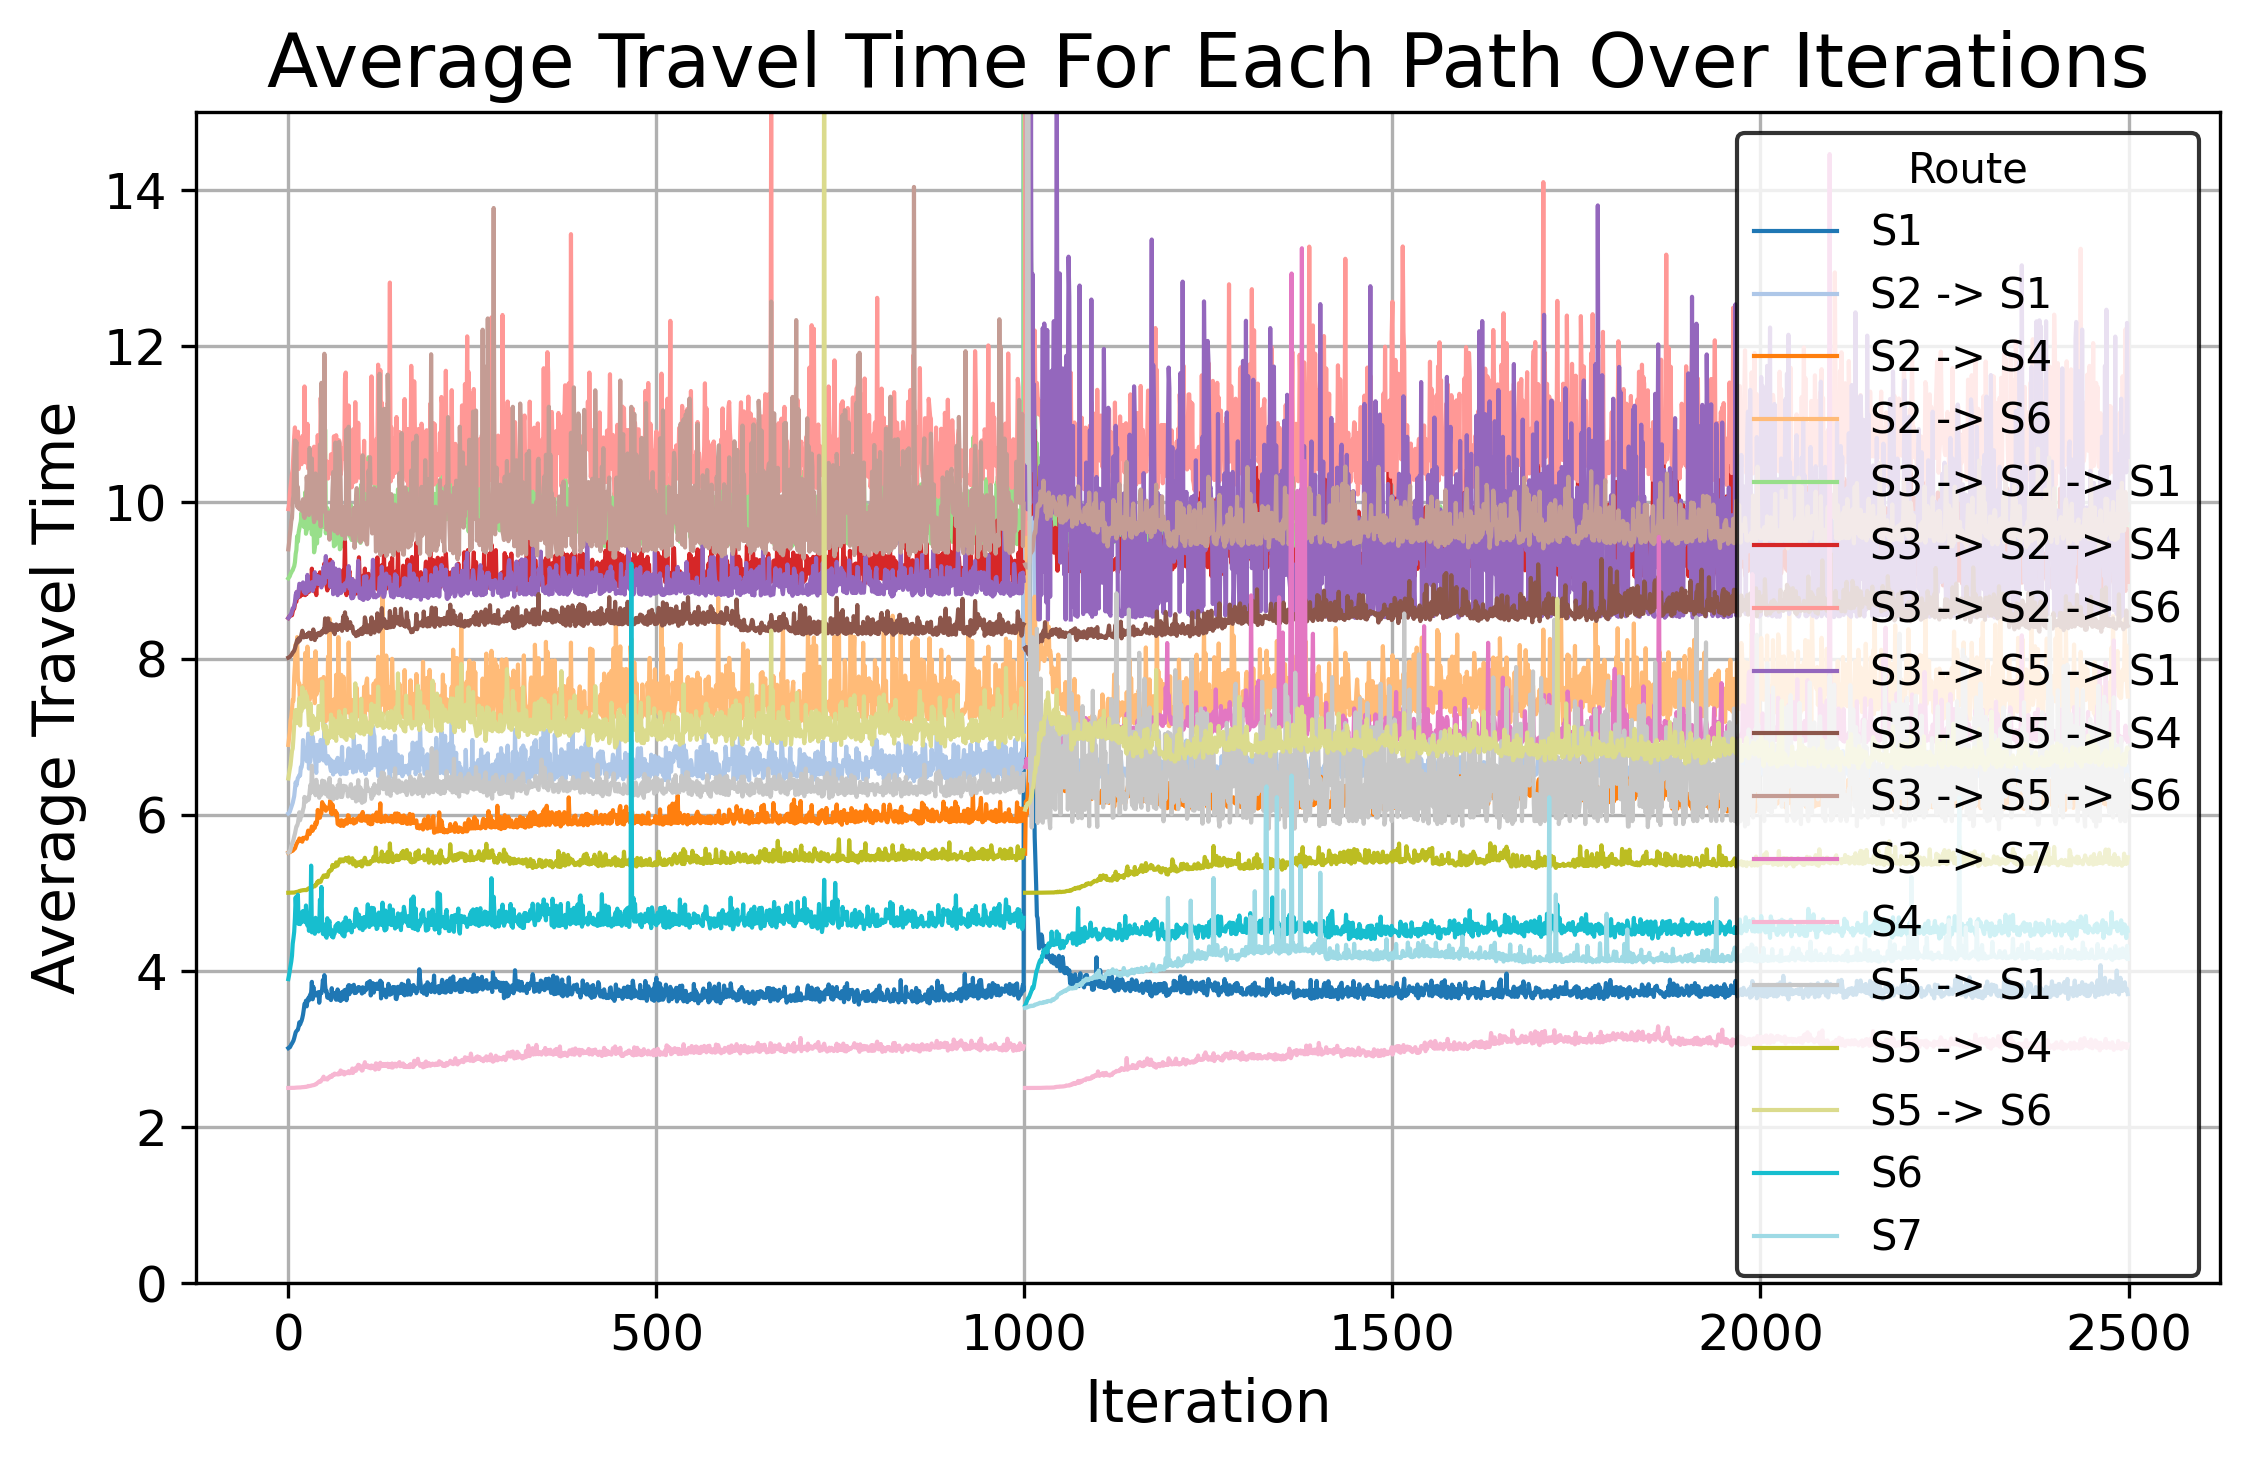 Average Travel Time For Each Path Over Iterations
Average Travel Time
14
12
10
8
6
4
2
0
0 500 1000 1500 2000 2500
Iteration
Route
S1
S2 -> S1
S2 -> S4
S2 -> S6
S3 -> S2 -> S1
S3 -> S2 -> S4
S3 -> S2 -> S6
S3 -> S5 -> S1
S3 -> S5 -> S4
S3 -> S5 -> S6
S3 -> S7
S4
S5 -> S1
S5 -> S4
S5 -> S6
S6
S7